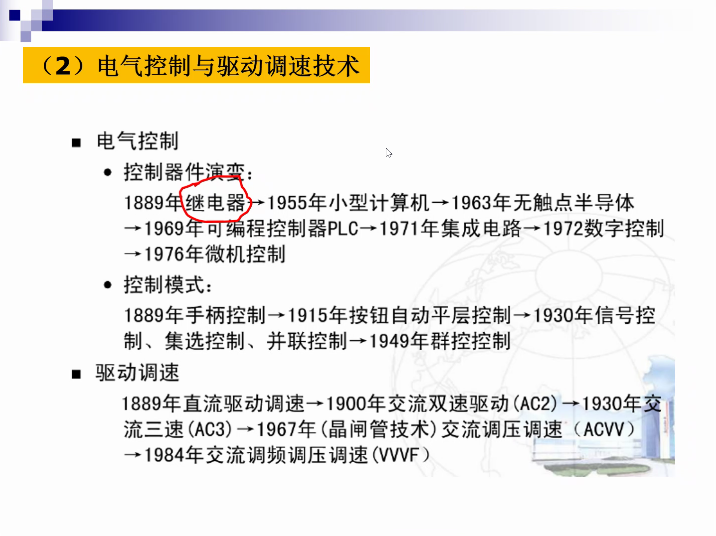 （2）电气控制与驱动调速技术
■ 电气控制
• 控制器件演变：
1889年继电器→1955年小型计算机→1963年无触点半导体
→1969年可编程控制器PLC→1971年集成电路→1972数字控制
→1976年微机控制
• 控制模式：
1889年手柄控制→1915年按钮自动平层控制→1930年信号控
制、集选控制、并联控制→1949年群控控制
■ 驱动调速
1889年直流驱动调速→1900年交流双速驱动(AC2)→1930年交
流三速(AC3)→1967年(晶闸管技术)交流调压调速（ACVV）
→1984年交流调频调压调速(VVVF）